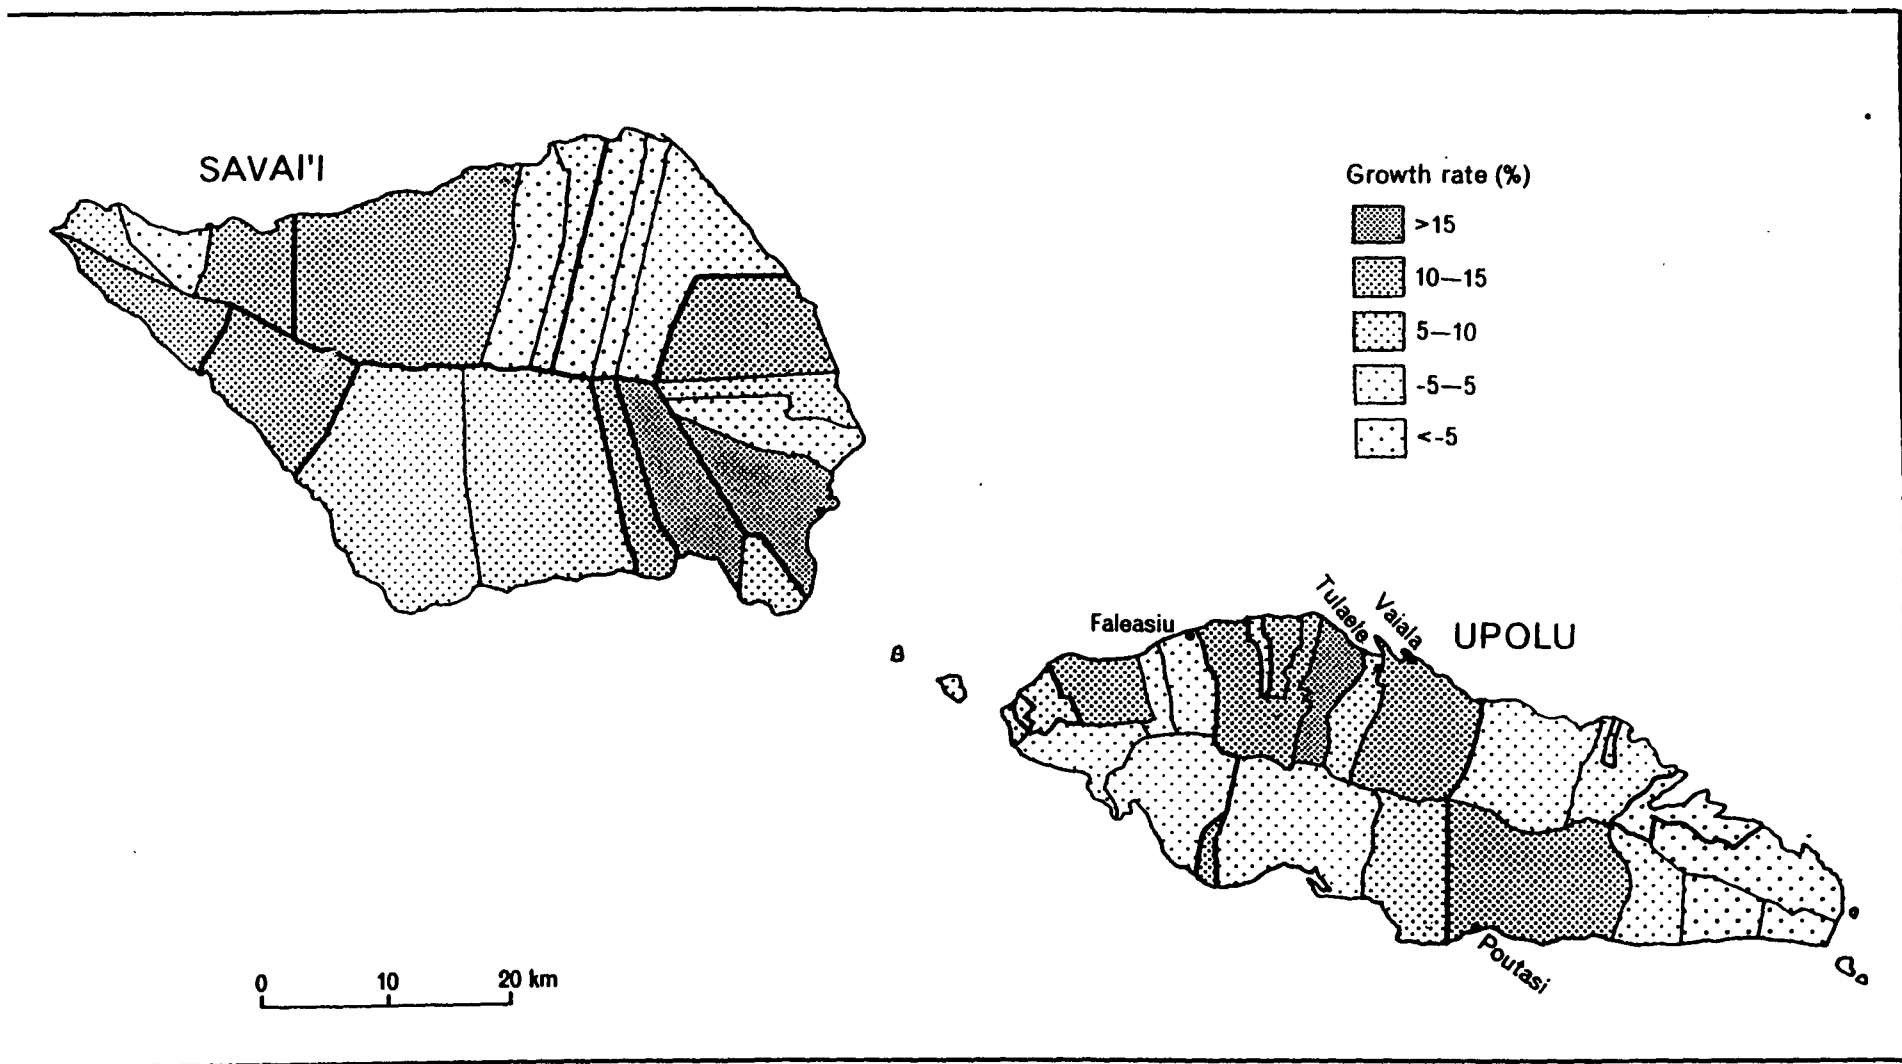 SAVAI'I
Growth rate (%)
>15
10—15
5—10
-5—5
<-5
Tulaele
Vaiala
Faleasiu
UPOLU
Poutasi
0 10 20 km